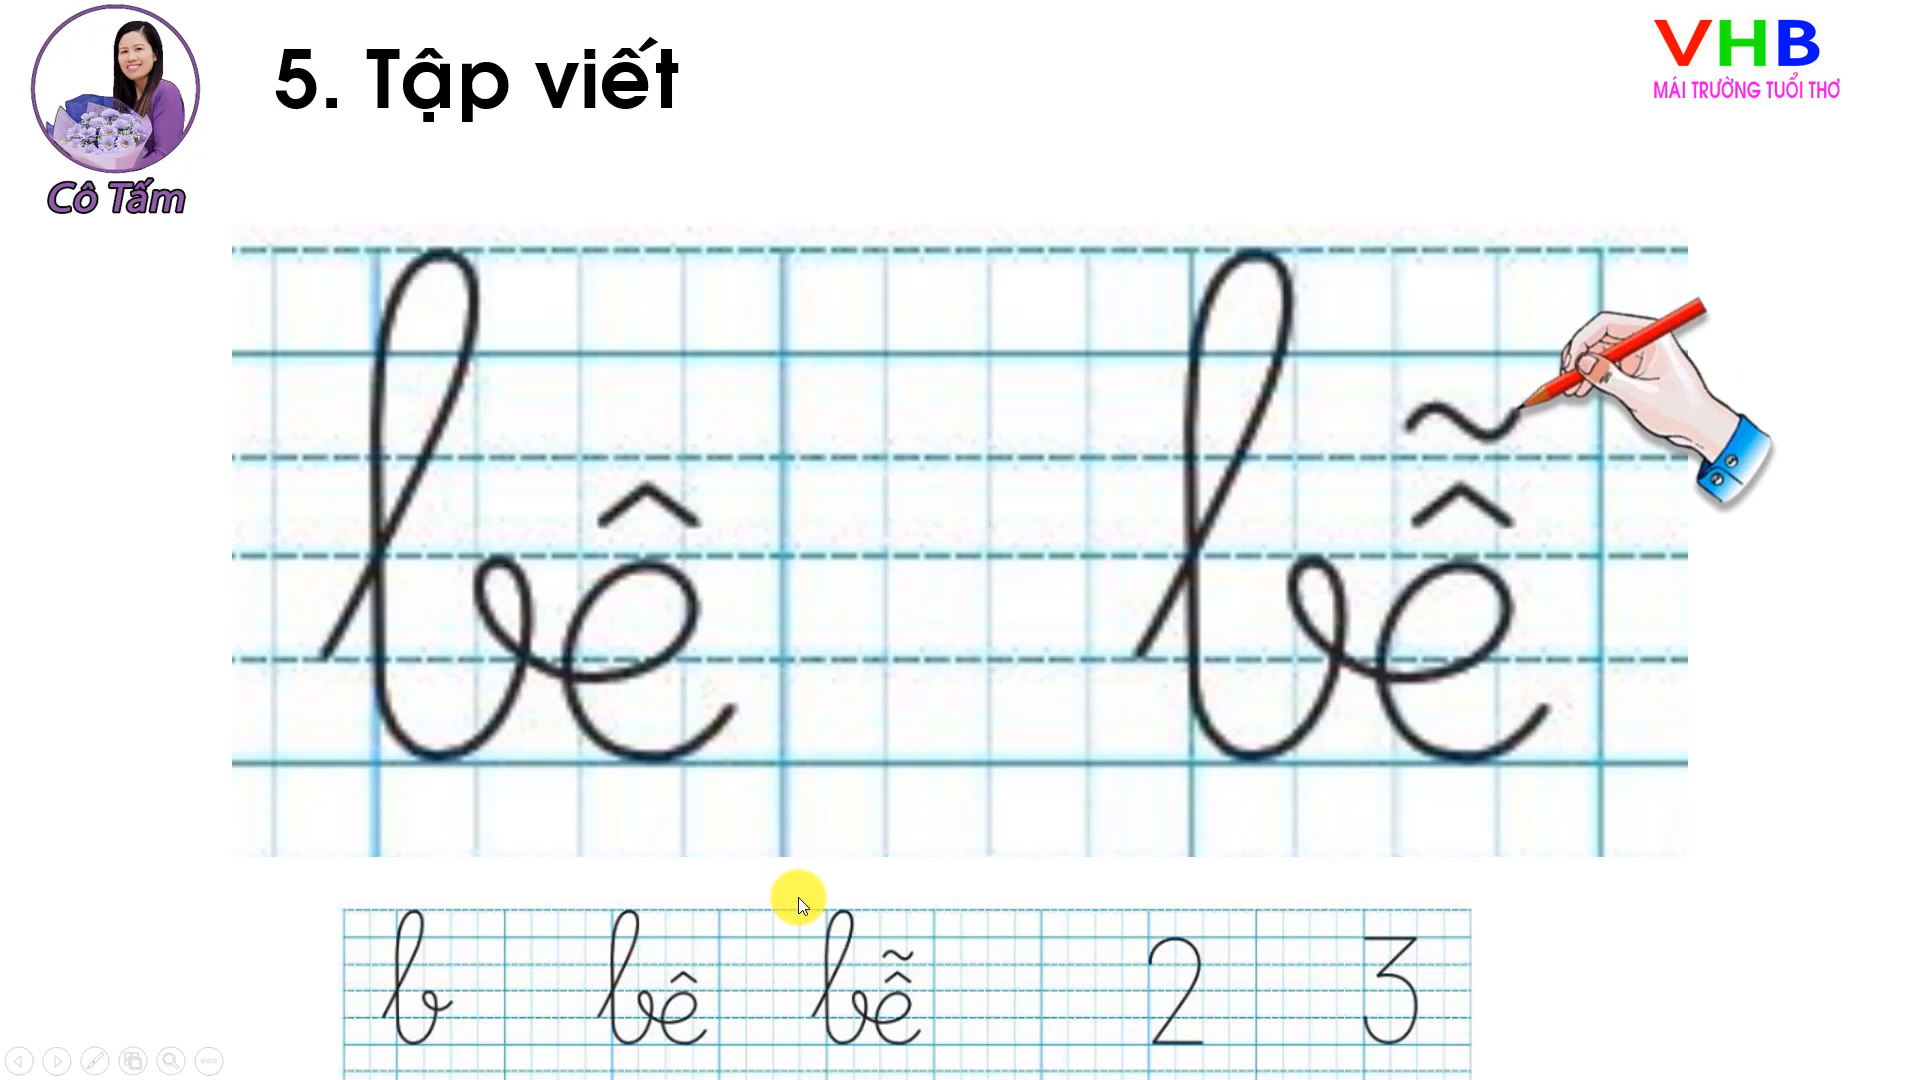 5. Tập viết
VHB
MÁI TRƯỜNG TUỔI THƠ
Cô Tấm
bê bễ
b bê bễ 2 3